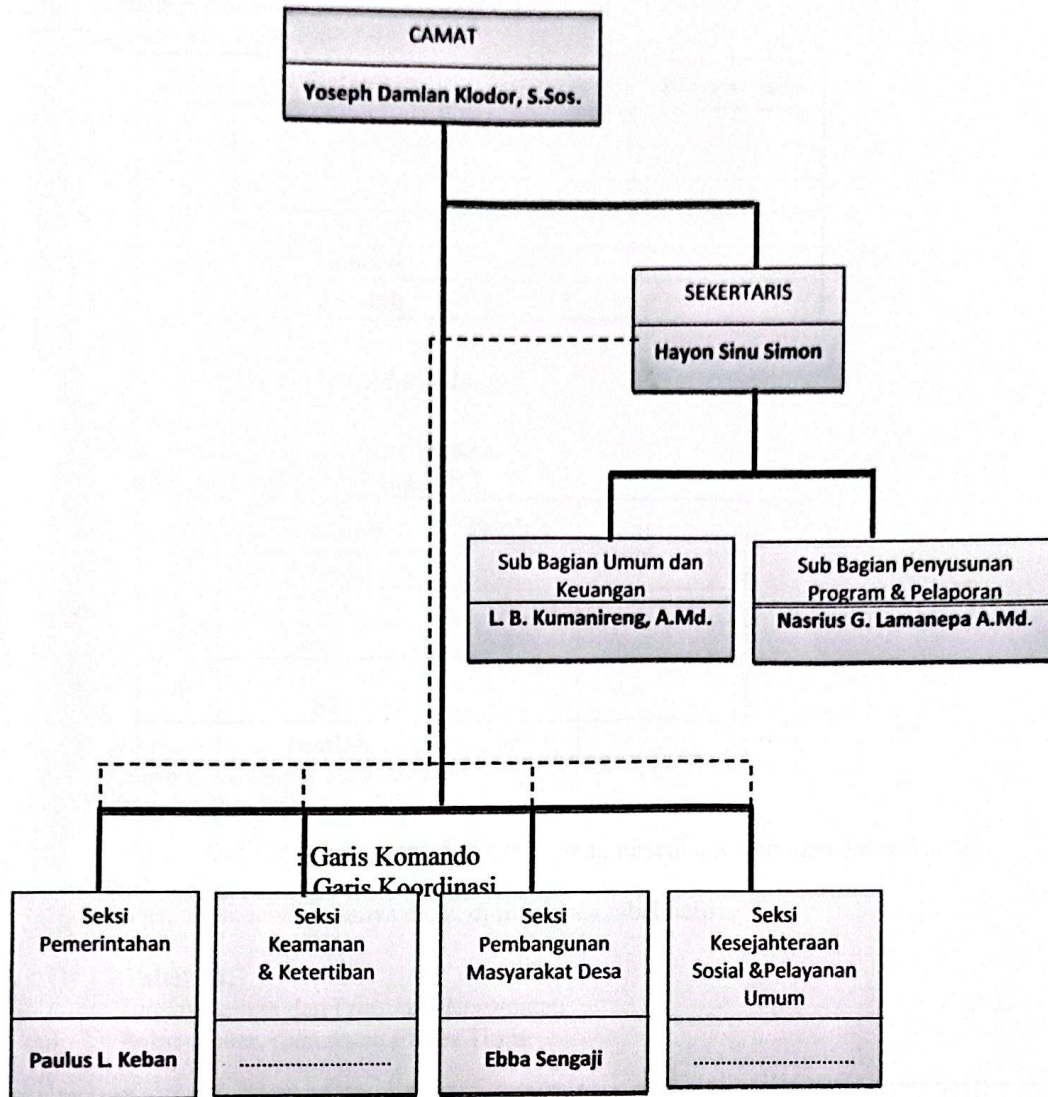 CAMAT
Yoseph Damian Klodor, S.Sos.
SEKERTARIS
Hayon Sinu Simon
Sub Bagian Umum dan
Keuangan
L. B. Kumanireng, A.Md.
Sub Bagian Penyusunan
Program & Pelaporan
Nasrius G. Lamanepa A.Md.
: Garis Komando
Garis Koordinasi
Seksi
Pemerintahan
Paulus L. Keban
Seksi
Keamanan
& Ketertiban
............................
Seksi
Pembangunan
Masyarakat Desa
Ebba Sengaji
Seksi
Kesejahteraan
Sosial &Pelayanan
Umum
............................